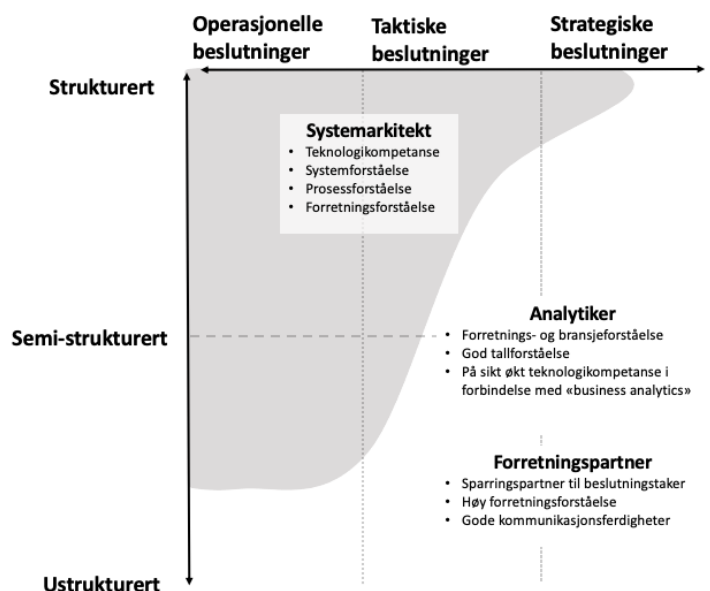 Operasjonelle
beslutninger
Taktiske
beslutninger
Strategiske
beslutninger
Strukturert
Systemarkitekt
• Teknologikompetanse
• Systemforståelse
• Prosessforståelse
• Forretningsforståelse
Semi-strukturert
Analytiker
• Forretnings- og bransjeforståelse
• God tallforståelse
• På sikt økt teknologikompetanse i
forbindelse med «business analytics»
Forretningspartner
• Sparringspartner til beslutningstaker
• Høy forretningsforståelse
• Gode kommunikasjonsferdigheter
Ustrukturert